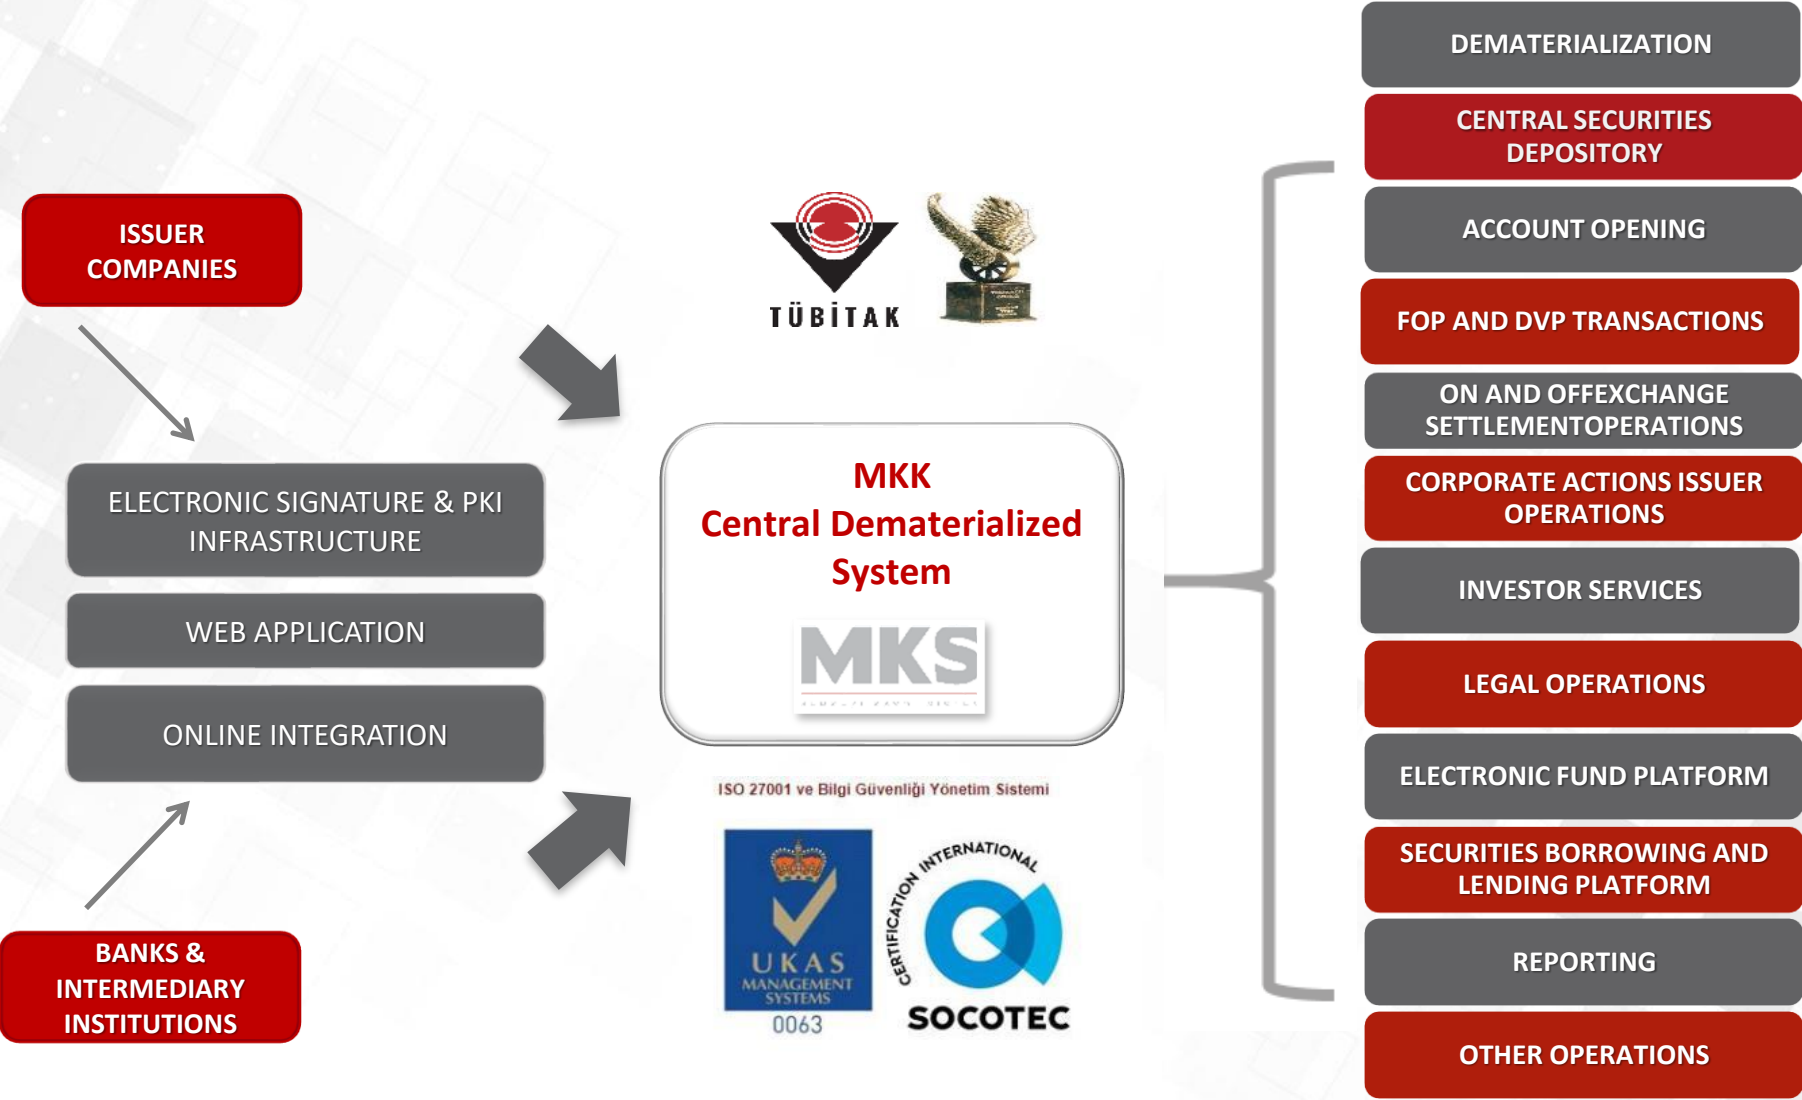 ISSUER
COMPANIES
ELECTRONIC SIGNATURE & PKI
INFRASTRUCTURE
WEB APPLICATION
ONLINE INTEGRATION
BANKS &
INTERMEDIARY
INSTITUTIONS
TÜBİTAK
MKK
Central Dematerialized
System
MKS
ISO 27001 ve Bilgi Güvenliği Yönetim Sistemi
UKAS
MANAGEMENT
SYSTEMS
0063
CERTIFICATION INTERNATIONAL
SOCOTEC
DEMATERIALIZATION
CENTRAL SECURITIES
DEPOSITORY
ACCOUNT OPENING
FOP AND DVP TRANSACTIONS
ON AND OFFEXCHANGE
SETTLEMENTOPERATIONS
CORPORATE ACTIONS ISSUER
OPERATIONS
INVESTOR SERVICES
LEGAL OPERATIONS
ELECTRONIC FUND PLATFORM
SECURITIES BORROWING AND
LENDING PLATFORM
REPORTING
OTHER OPERATIONS